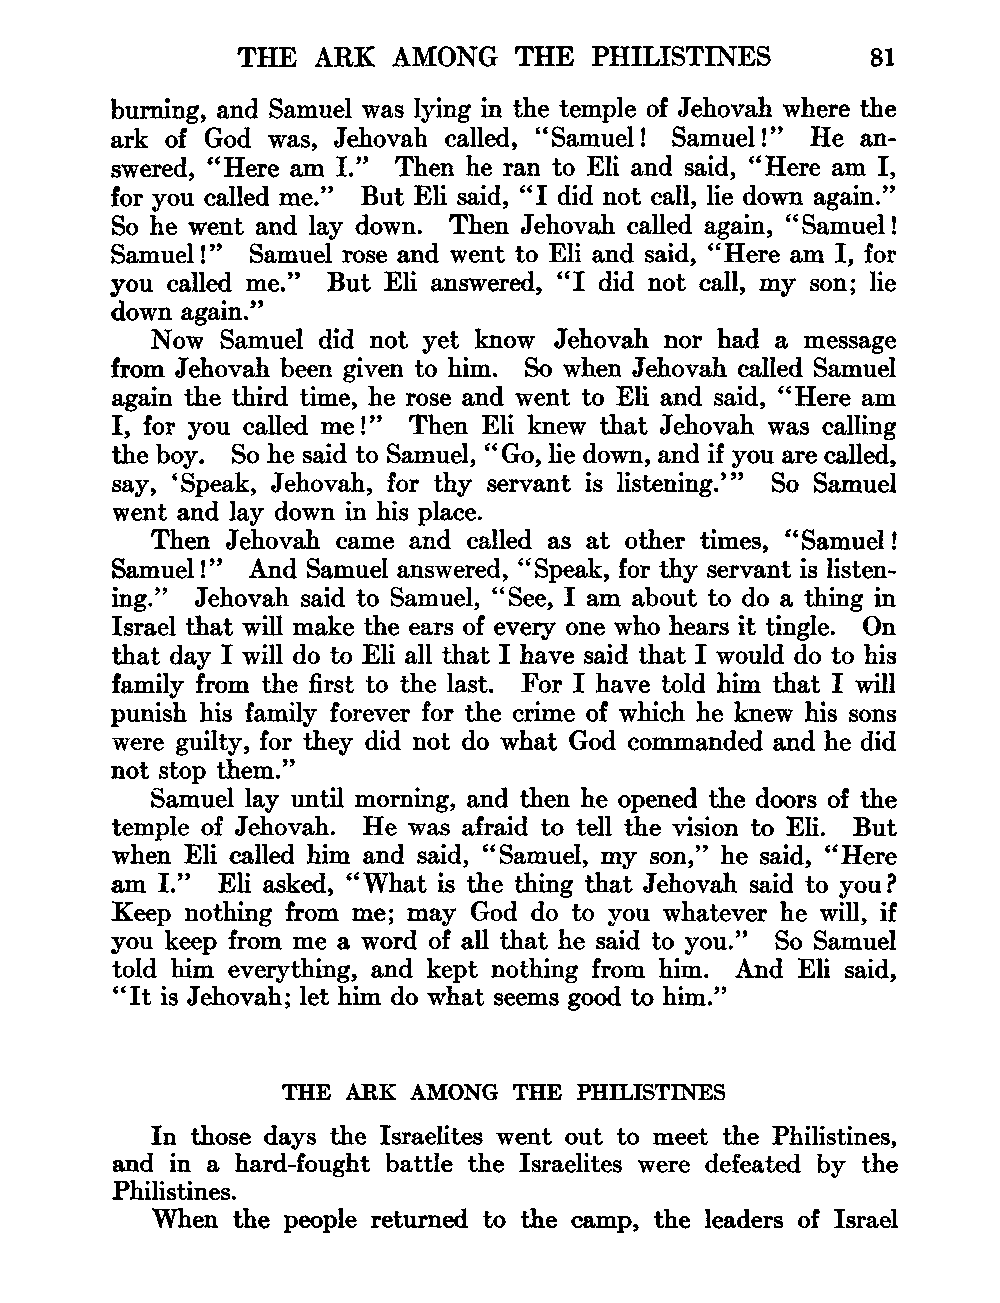 THE ARK AMONG THE PHILISTINES 81
burning, and Samuel was lying in the temple of Jehovah where the
ark of God was, Jehovah called, “Samuel! Samuel!” He an-
swered, “Here am I.” Then he ran to Eli and said, “Here am I,
for you called me.” But Eli said, “I did not call, lie down again.”
So he went and lay down. Then Jehovah called again, “Samuel!
Samuel!” Samuel rose and went to Eli and said, “Here am I, for
you called me.” But Eli answered, “I did not call, my son; lie
down again.”
Now Samuel did not yet know Jehovah nor had a message
from Jehovah been given to him. So when Jehovah called Samuel
again the third time, he rose and went to Eli and said, “Here am
I, for you called me!” Then Eli knew that Jehovah was calling
the boy. So he said to Samuel, “Go, lie down, and if you are called,
say, ‘Speak, Jehovah, for thy servant is listening.’” So Samuel
went and lay down in his place.
Then Jehovah came and called as at other times, “Samuel!
Samuel!” And Samuel answered, “Speak, for thy servant is listen-
ing.” Jehovah said to Samuel, “See, I am about to do a thing in
Israel that will make the ears of every one who hears it tingle. On
that day I will do to Eli all that I have said that I would do to his
family from the first to the last. For I have told him that I will
punish his family forever for the crime of which he knew his sons
were guilty, for they did not do what God commanded and he did
not stop them.”
Samuel lay until morning, and then he opened the doors of the
temple of Jehovah. He was afraid to tell the vision to Eli. But
when Eli called him and said, “Samuel, my son,” he said, “Here
am I.” Eli asked, “What is the thing that Jehovah said to you?
Keep nothing from me; may God do to you whatever he will, if
you keep from me a word of all that he said to you.” So Samuel
told him everything, and kept nothing from him. And Eli said,
“It is Jehovah; let him do what seems good to him.”
THE ARK AMONG THE PHILISTINES
In those days the Israelites went out to meet the Philistines,
and in a hard-fought battle the Israelites were defeated by the
Philistines.
When the people returned to the camp, the leaders of Israel